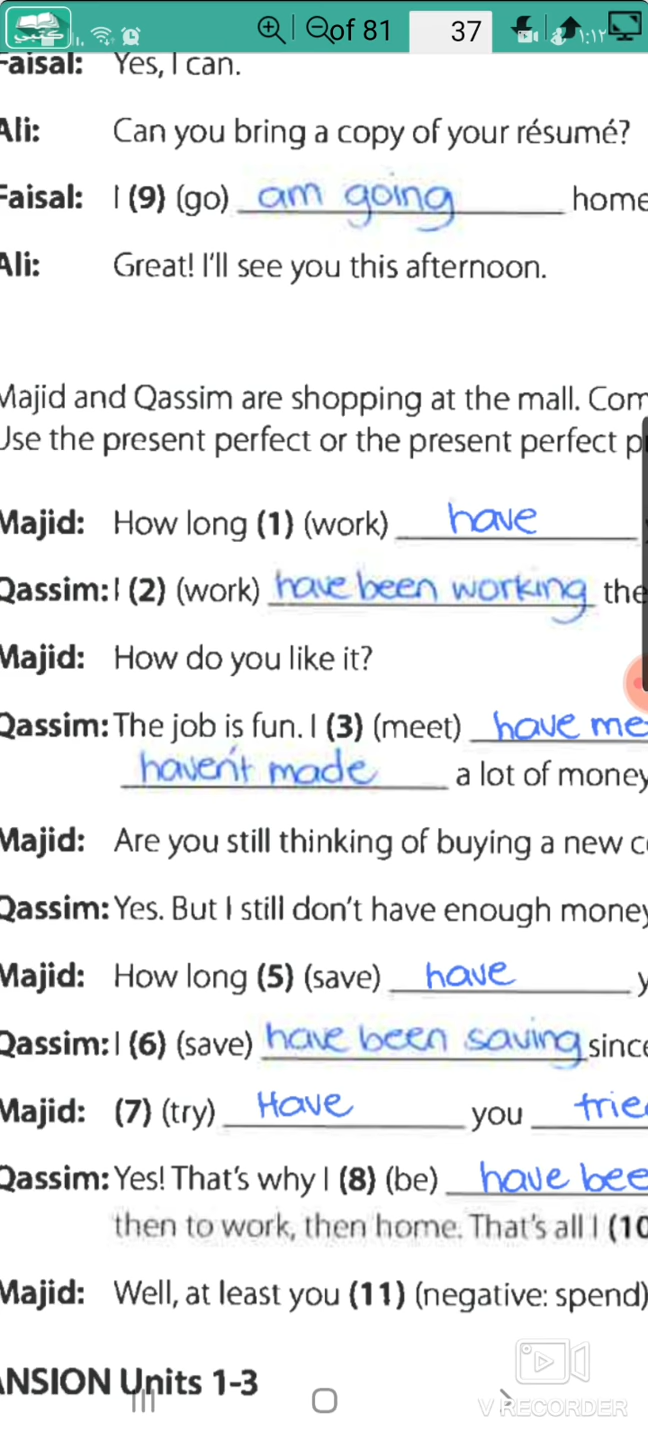 كتبي
of 81 37 ١:١٢
Faisal: Yes, I can.
Ali: Can you bring a copy of your résumé?
Faisal: I (9) (go) am going home
Ali: Great! I'll see you this afternoon.
Majid and Qassim are shopping at the mall. Com
Use the present perfect or the present perfect p
Majid: How long (1) (work) have
Qassim: I (2) (work) have been working the
Majid: How do you like it?
Qassim: The job is fun. I (3) (meet) have me
haven't made a lot of money
Majid: Are you still thinking of buying a new c
Qassim: Yes. But I still don't have enough money
Majid: How long (5) (save) have y
Qassim: I (6) (save) have been saving since
Majid: (7) (try) Have you trie
Qassim: Yes! That's why I (8) (be) have bee
then to work, then home. That's all I (10
Majid: Well, at least you (11) (negative: spend)
ANSION Units 1-3
V RECORDER